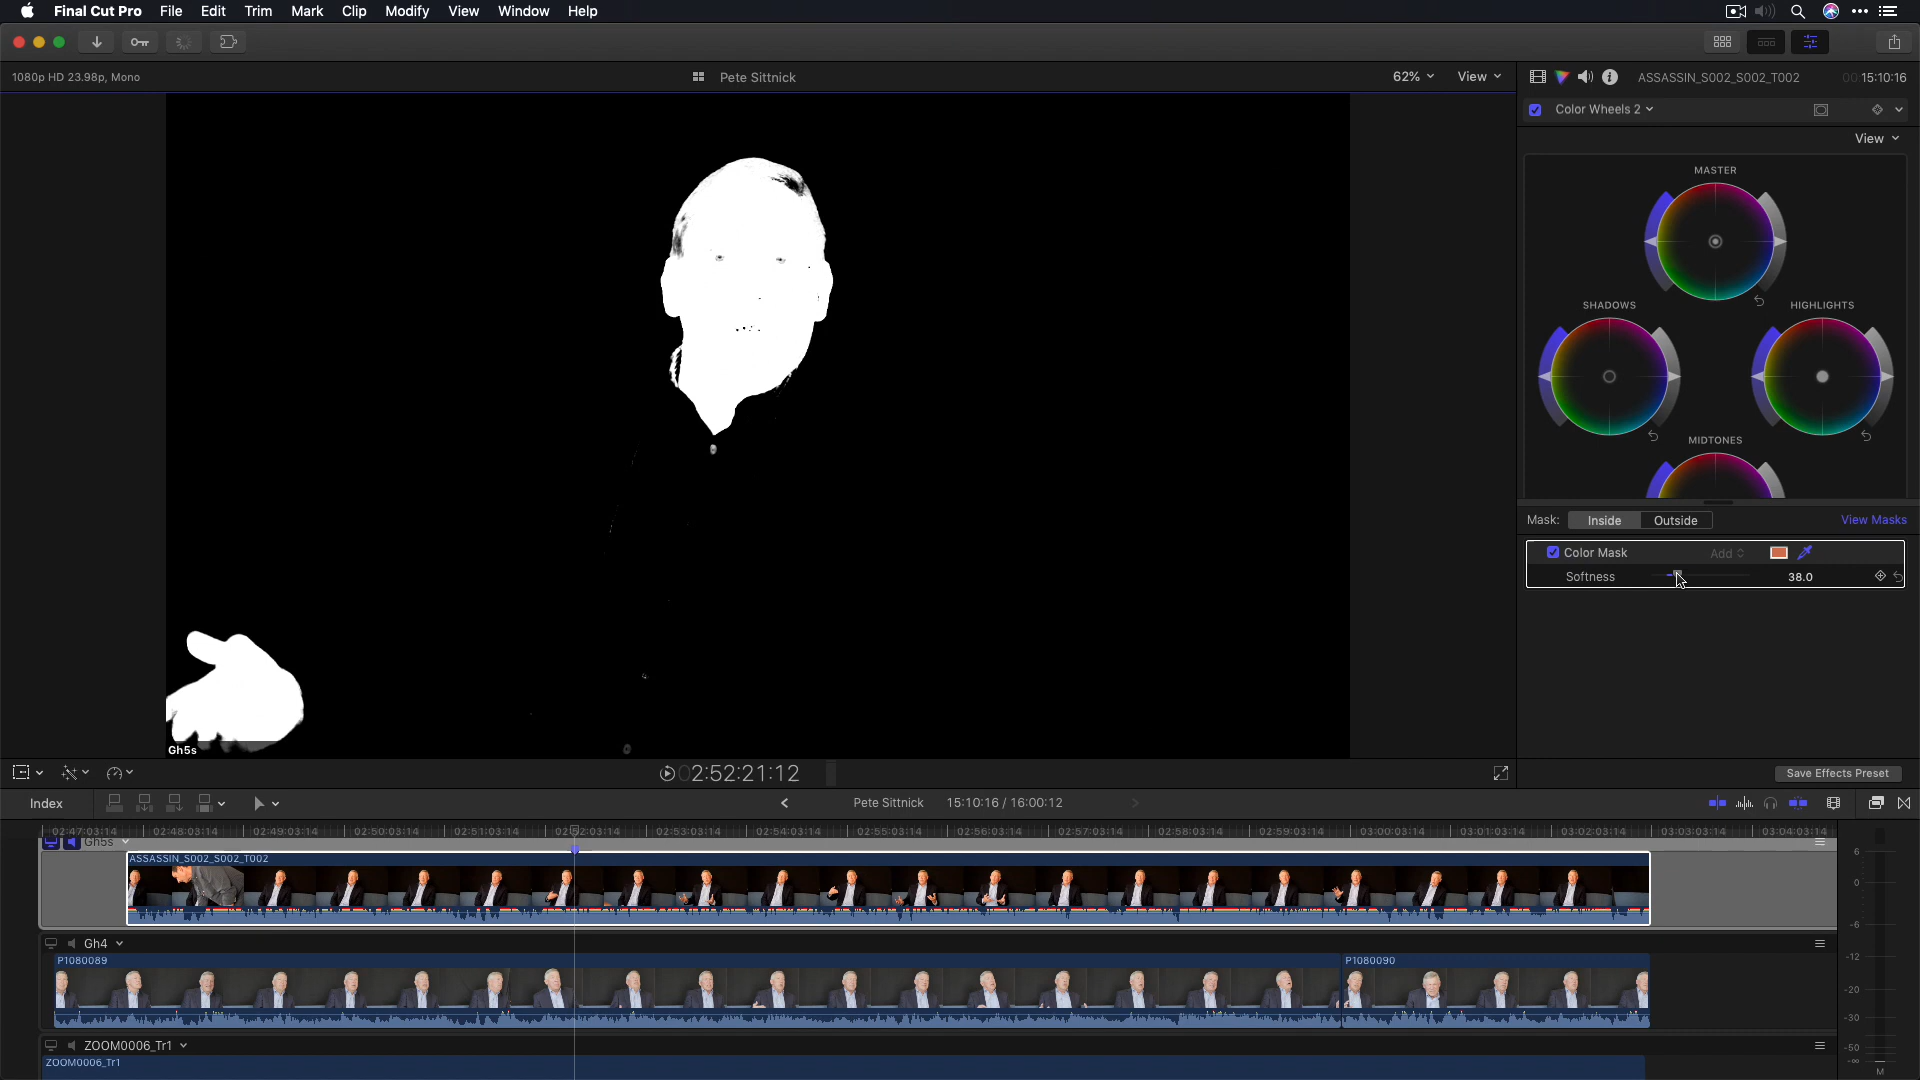 Final Cut Pro File Edit Trim Mark Clip Modify View Window Help
1080p HD 23.98p, Mono
Pete Sittnick
62%
View
ASSASSIN_S002_S002_T002
00:15:10:16
Color Wheels 2
View
MASTER
SHADOWS
HIGHLIGHTS
MIDTONES
Mask: Inside Outside View Masks
Color Mask Add
Softness 38.0
Gh5s
02:52:21:12
Save Effects Preset
Index
Pete Sittnick 15:10:16 / 16:00:12
02:47:03:14 02:48:03:14 02:49:03:14 02:50:03:14 02:51:03:14 02:52:03:14 02:53:03:14 02:54:03:14 02:55:03:14 02:56:03:14 02:57:03:14 02:58:03:14 02:59:03:14 03:00:03:14 03:01:03:14 03:02:03:14 03:03:03:14 03:04:03:14
Gh5s
ASSASSIN_S002_S002_T002
Gh4
P1080089
P1080090
ZOOM0006_Tr1
ZOOM0006_Tr1
6
0
-6
-12
-20
-30
-50
-∞
M